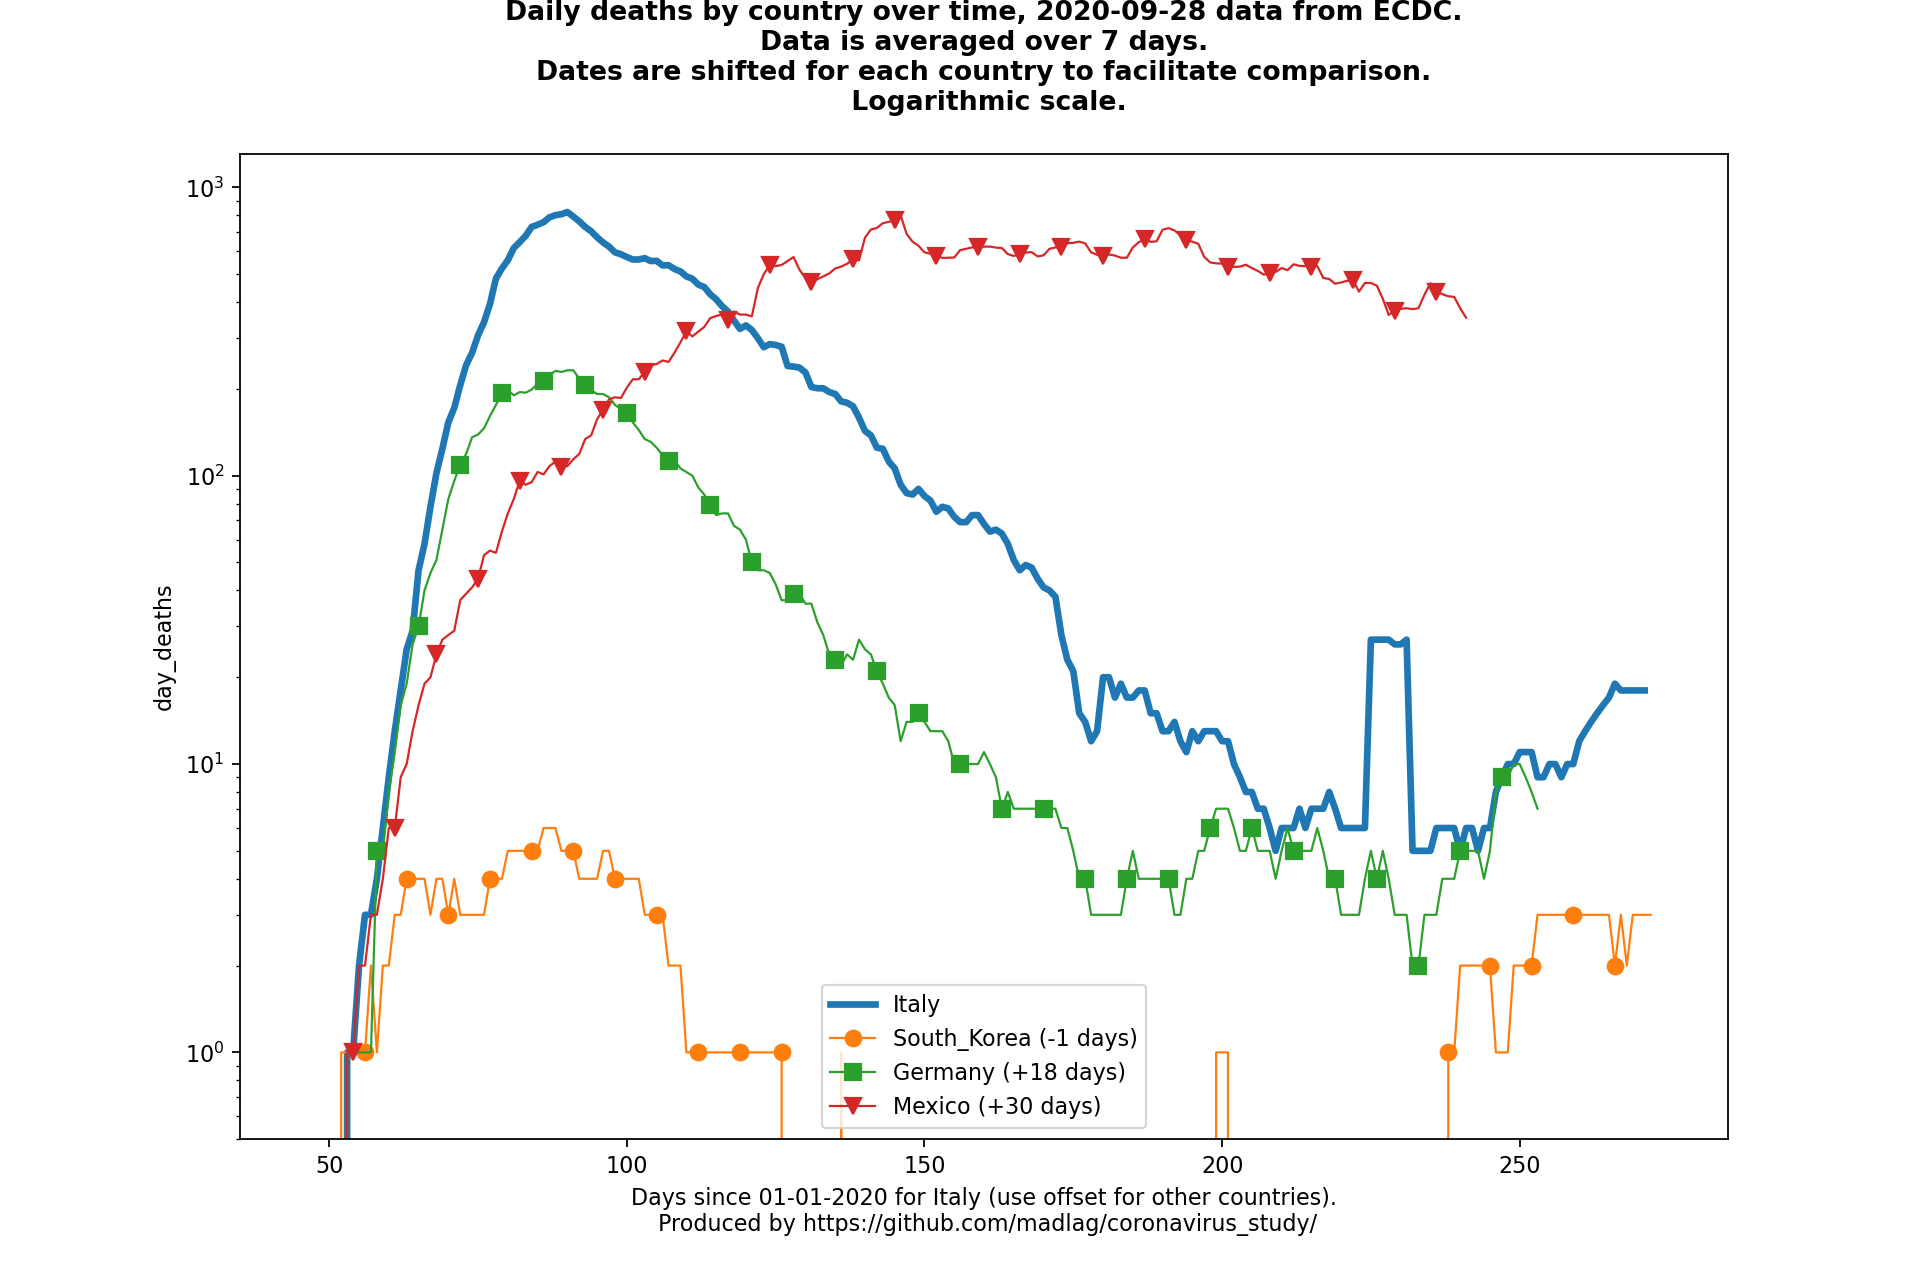 Daily deaths by country over time, 2020-09-28 data from ECDC.
Data is averaged over 7 days.
Dates are shifted for each country to facilitate comparison.
Logarithmic scale.
10³
10²
10¹
10⁰
day_deaths
Italy
South_Korea (-1 days)
Germany (+18 days)
Mexico (+30 days)
50 100 150 200 250
Days since 01-01-2020 for Italy (use offset for other countries).
Produced by https://github.com/madlag/coronavirus_study/